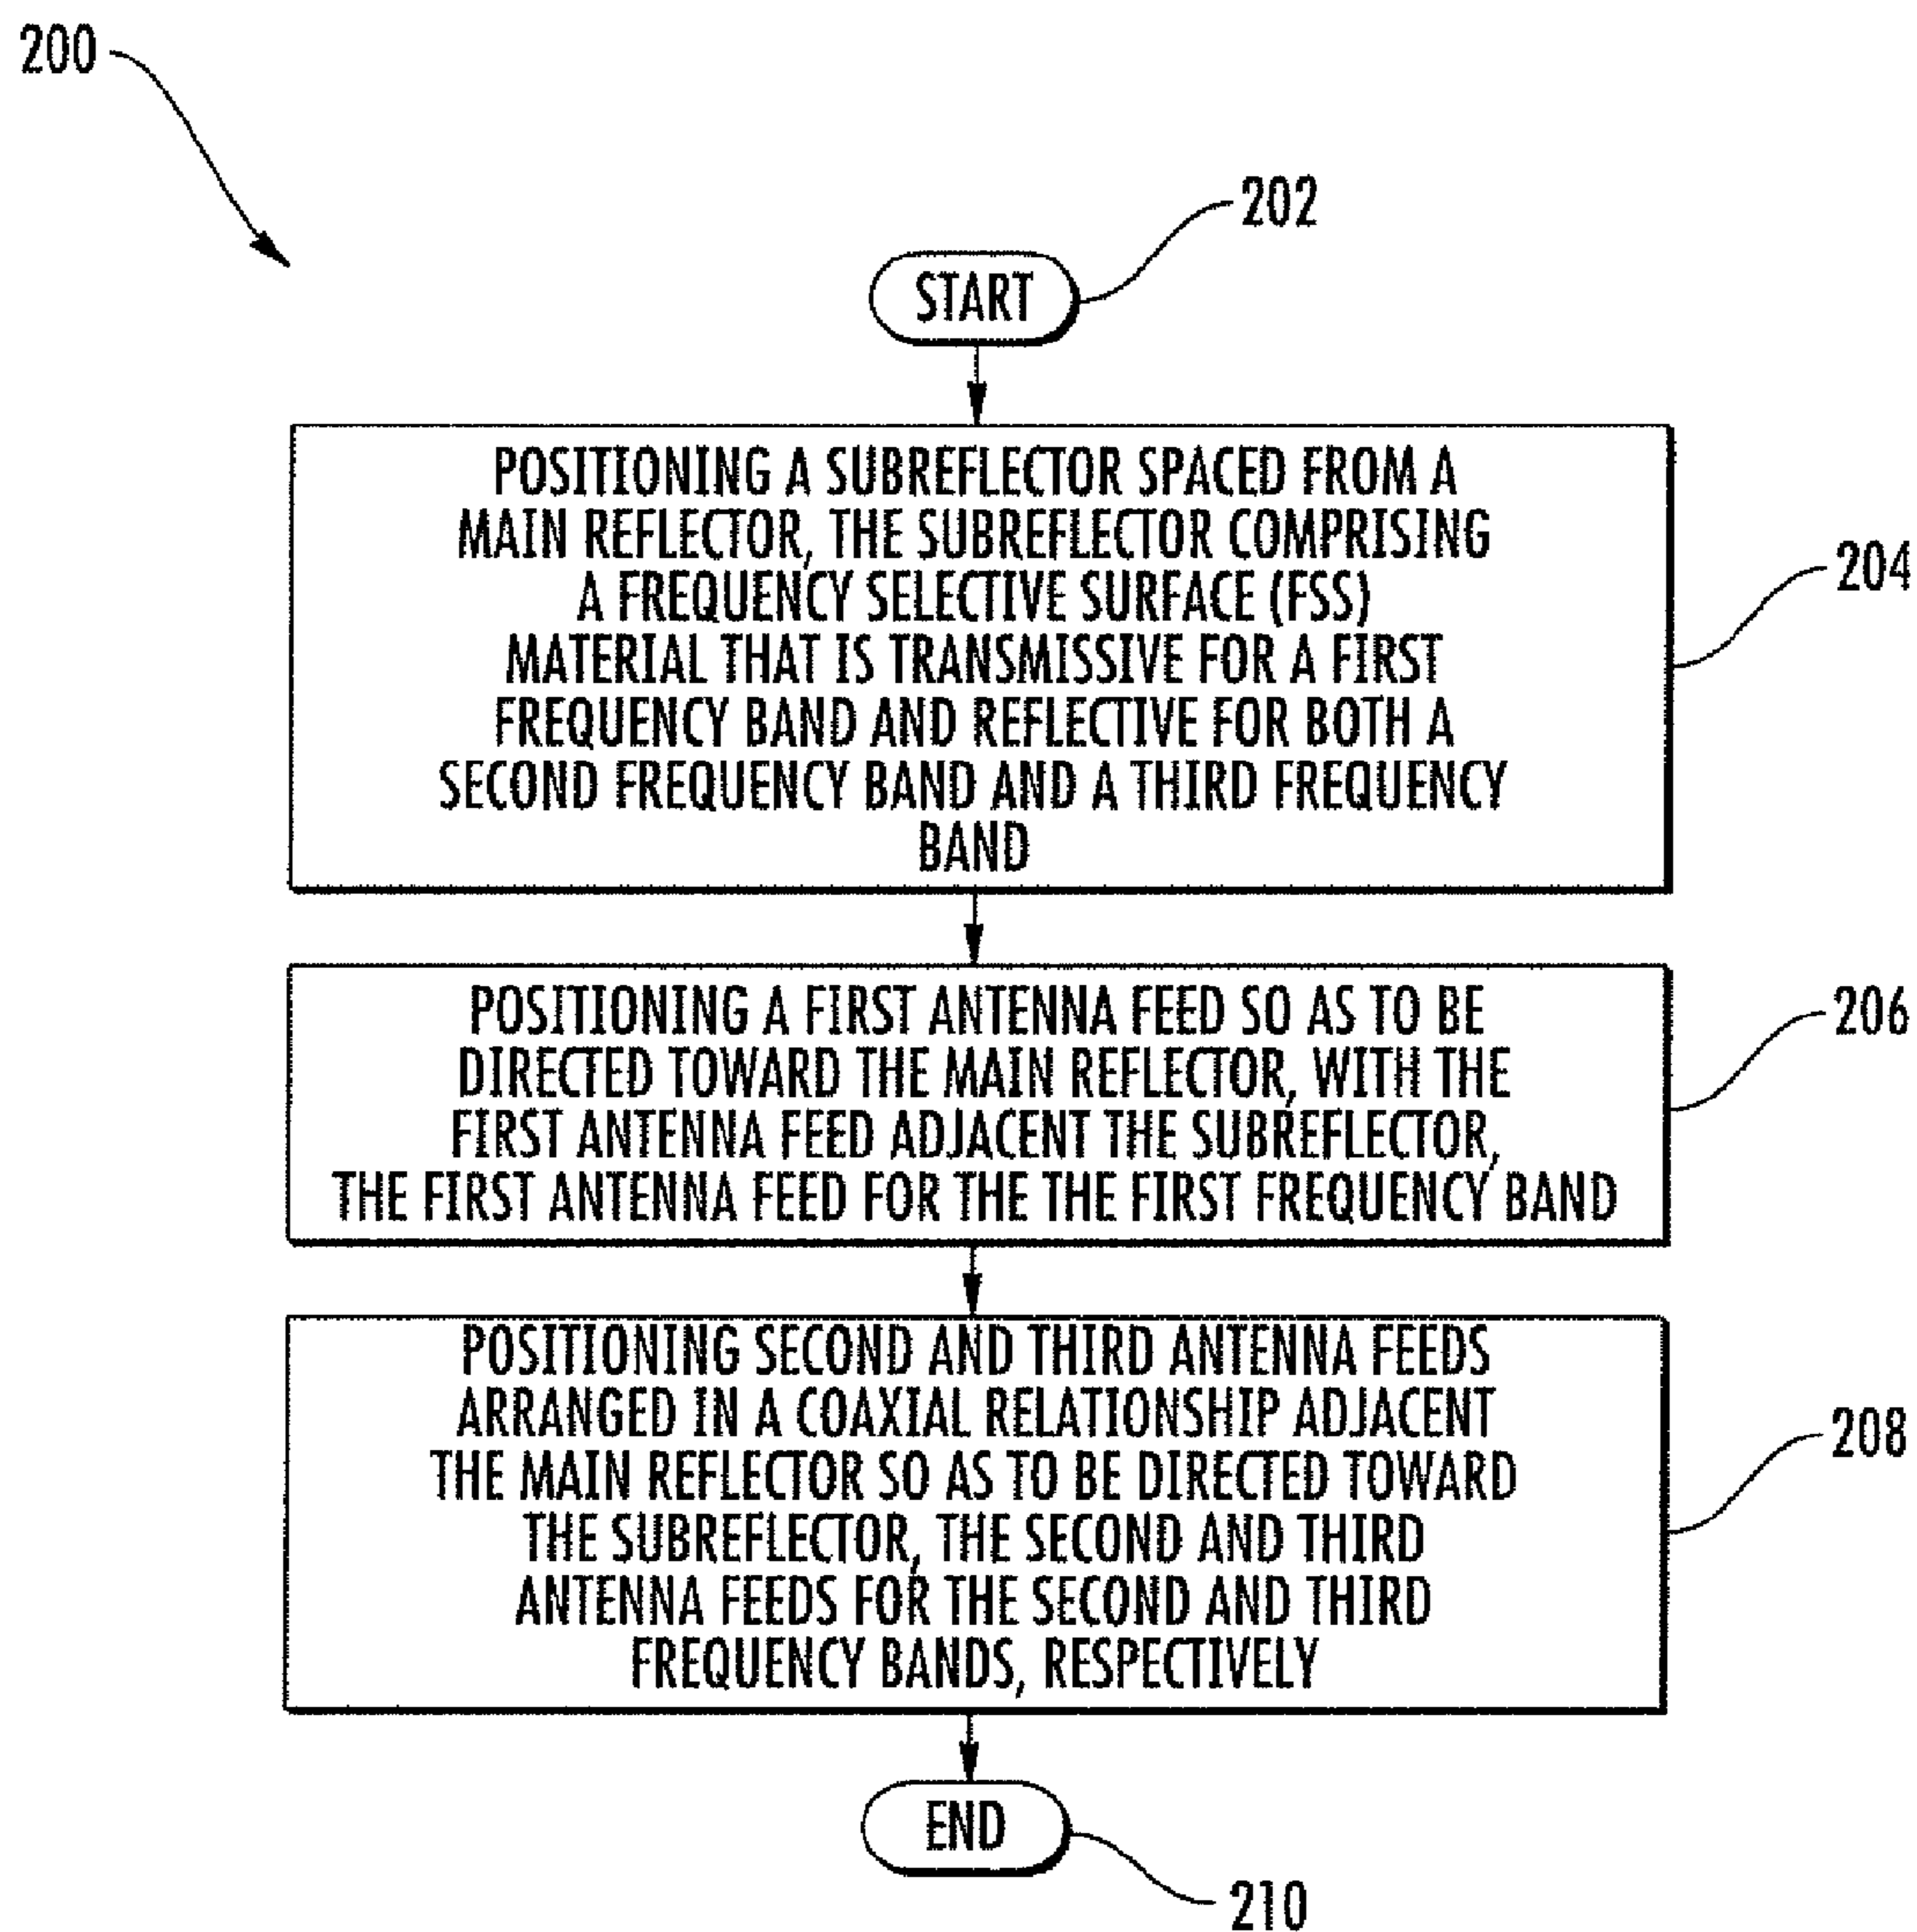 200
202
START
POSITIONING A SUBREFLECTOR SPACED FROM A
MAIN REFLECTOR, THE SUBREFLECTOR COMPRISING
A FREQUENCY SELECTIVE SURFACE (FSS)
MATERIAL THAT IS TRANSMISSIVE FOR A FIRST
FREQUENCY BAND AND REFLECTIVE FOR BOTH A
SECOND FREQUENCY BAND AND A THIRD FREQUENCY
BAND
204
POSITIONING A FIRST ANTENNA FEED SO AS TO BE
DIRECTED TOWARD THE MAIN REFLECTOR, WITH THE
FIRST ANTENNA FEED ADJACENT THE SUBREFLECTOR,
THE FIRST ANTENNA FEED FOR THE THE FIRST FREQUENCY BAND
206
POSITIONING SECOND AND THIRD ANTENNA FEEDS
ARRANGED IN A COAXIAL RELATIONSHIP ADJACENT
THE MAIN REFLECTOR SO AS TO BE DIRECTED TOWARD
THE SUBREFLECTOR, THE SECOND AND THIRD
ANTENNA FEEDS FOR THE SECOND AND THIRD
FREQUENCY BANDS, RESPECTIVELY
208
END
210